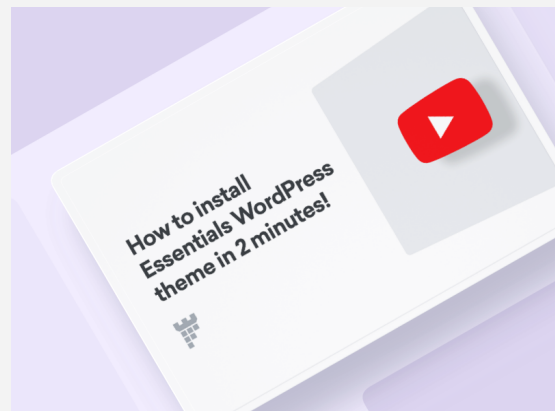 How to install
Essentials WordPress
theme in 2 minutes!